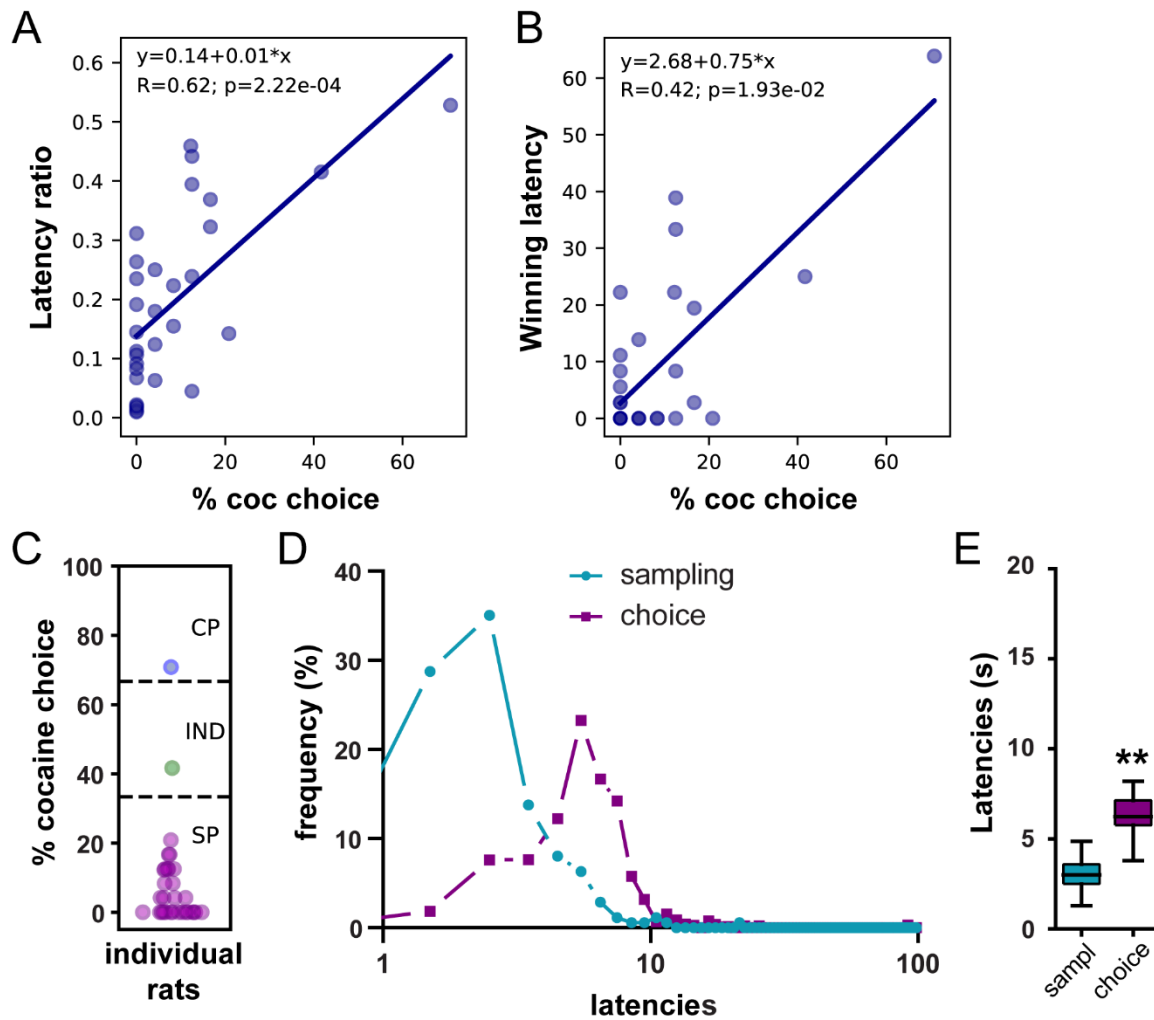 A
y=0.14+0.01*x
R=0.62; p=2.22e-04
Latency ratio
0.6
0.5
0.4
0.3
0.2
0.1
0.0
0 20 40 60
% coc choice
B
y=2.68+0.75*x
R=0.42; p=1.93e-02
Winning latency
60
50
40
30
20
10
0
0 20 40 60
% coc choice
C
% cocaine choice
100
80
60
40
20
0
CP
IND
SP
individual
rats
D
frequency (%)
40
30
20
10
0
sampling
choice
1 10 100
latencies
E
Latencies (s)
20
15
10
5
0
**
sampl
choice